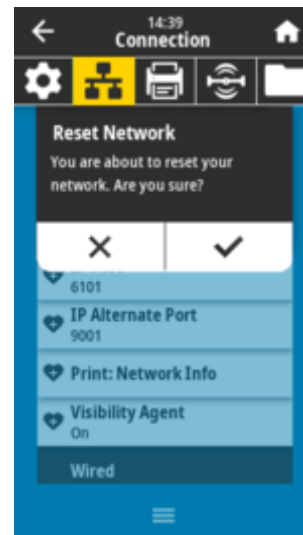 14:39
Connection
Reset Network
You are about to reset your
network. Are you sure?
6101
IP Alternate Port
9001
Print: Network Info
Visibility Agent
On
Wired